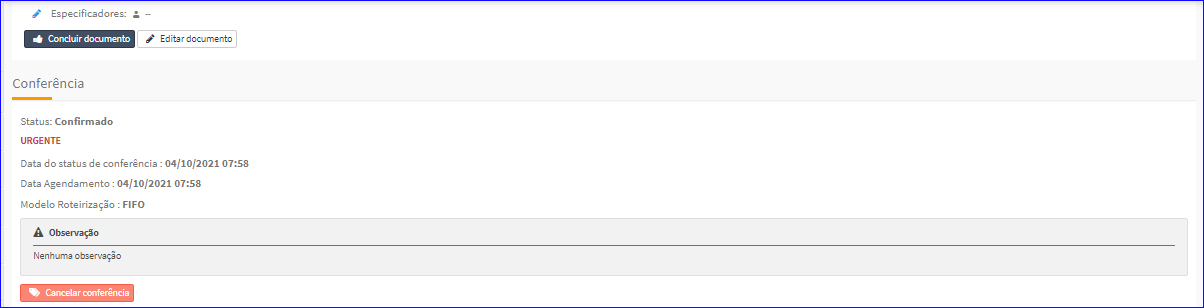 Especificadores: --
Concluir documento Editar documento
Conferência
Status: Confirmado
URGENTE
Data do status de conferência : 04/10/2021 07:58
Data Agendamento : 04/10/2021 07:58
Modelo Roteirização : FIFO
Observação
Nenhuma observação
Cancelar conferência